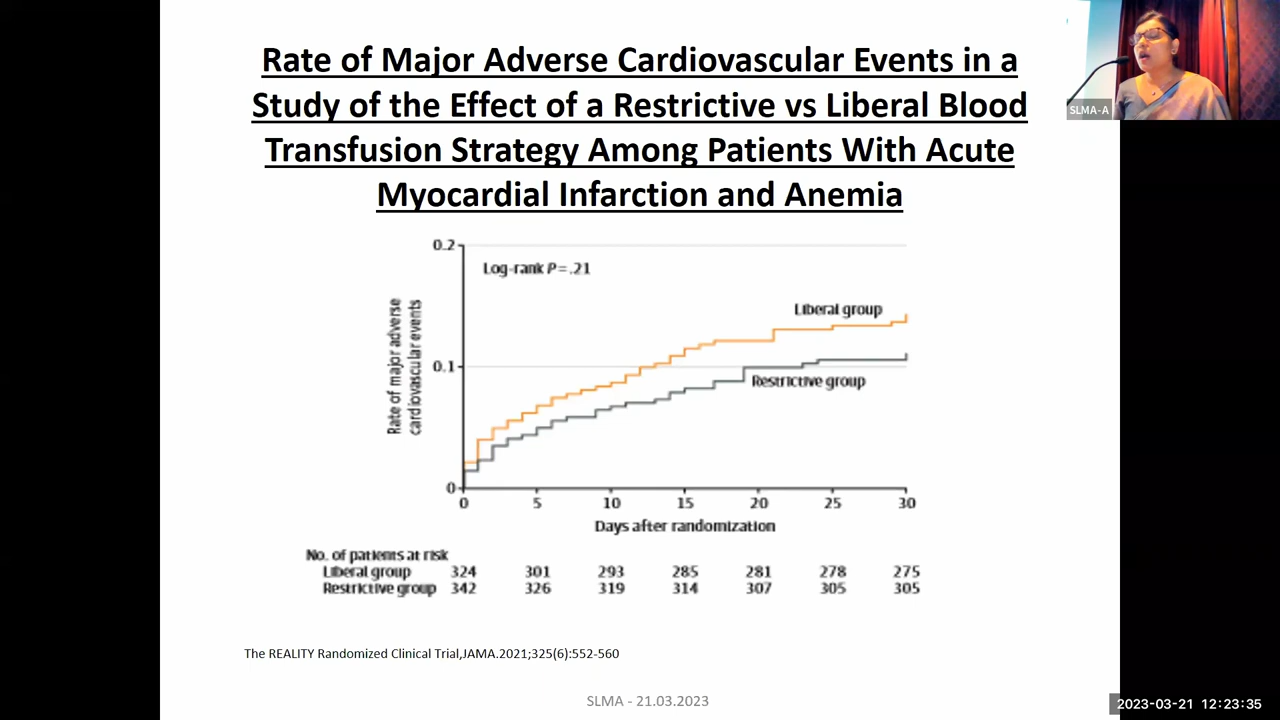 Rate of Major Adverse Cardiovascular Events in a
Study of the Effect of a Restrictive vs Liberal Blood
Transfusion Strategy Among Patients With Acute
Myocardial Infarction and Anemia
SLMA-A
0.2
Log-rank P = .21
Liberal group
Rate of major adverse
cardiovascular events
0.1
Restrictive group
0
0 5 10 15 20 25 30
Days after randomization
No. of patients at risk
Liberal group 324 301 293 285 281 278 275
Restrictive group 342 326 319 314 307 305 305
The REALITY Randomized Clinical Trial,JAMA.2021;325(6):552-560
SLMA - 21.03.2023
2023-03-21 12:23:35